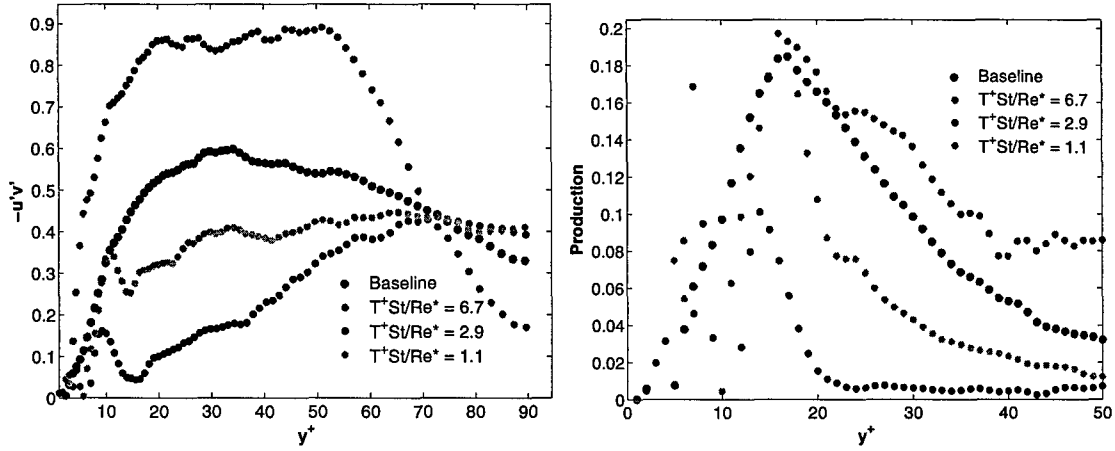 0.9
0.8
0.7
0.6
0.5
0.4
0.3
0.2
0.1
0
-u'v'
Baseline
T+St/Re* = 6.7
T+St/Re* = 2.9
T+St/Re* = 1.1
10 20 30 40 50 60 70 80 90
y+
0.2
0.18
0.16
0.14
0.12
0.1
0.08
0.06
0.04
0.02
0
Production
Baseline
T+St/Re* = 6.7
T+St/Re* = 2.9
T+St/Re* = 1.1
0 10 20 30 40 50
y+